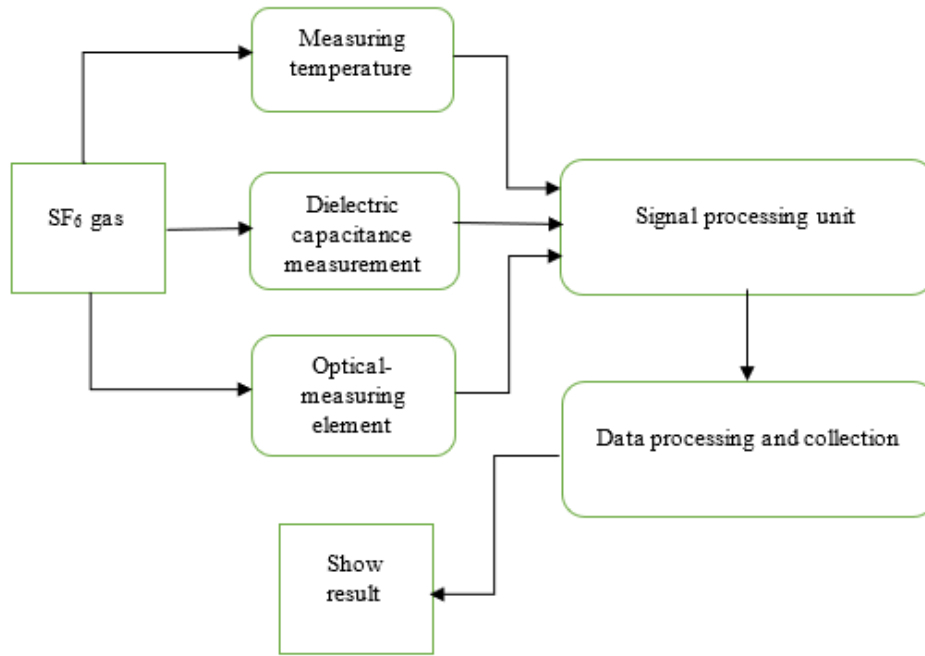 Measuring
temperature
SF₆ gas
Dielectric
capacitance
measurement
Signal processing unit
Optical-
measuring
element
Data processing and collection
Show
result